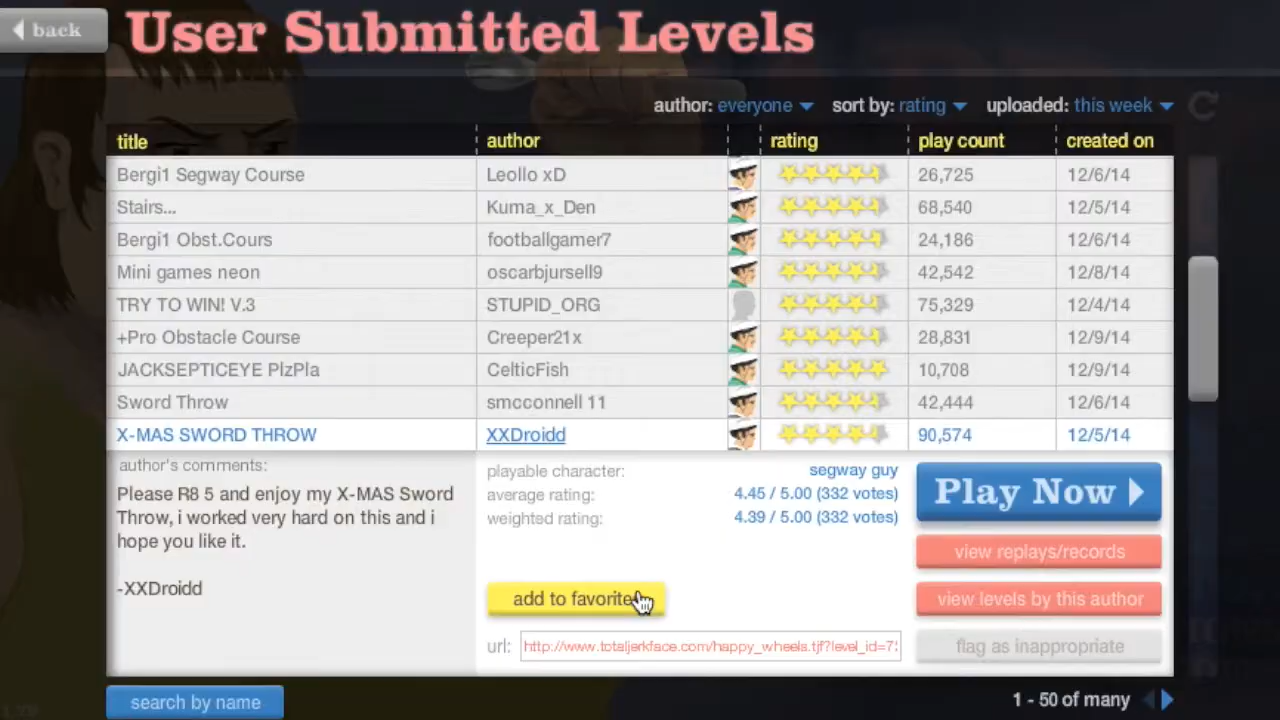 back
User Submitted Levels
author: everyone sort by: rating uploaded: this week
title author rating play count created on
Bergi1 Segway Course Leollo xD 26,725 12/6/14
Stairs... Kuma_x_Den 68,540 12/5/14
Bergi1 Obst.Cours footballgamer7 24,186 12/6/14
Mini games neon oscarbjursell9 42,542 12/8/14
TRY TO WIN! V.3 STUPID_ORG 75,329 12/4/14
+Pro Obstacle Course Creeper21x 28,831 12/9/14
JACKSEPTICEYE PlzPla CelticFish 10,708 12/9/14
Sword Throw smcconnell 11 42,444 12/6/14
X-MAS SWORD THROW XXDroidd 90,574 12/5/14
author's comments:
Please R8 5 and enjoy my X-MAS Sword
Throw, i worked very hard on this and i
hope you like it.
-XXDroidd
playable character: segway guy
average rating: 4.45 / 5.00 (332 votes)
weighted rating: 4.39 / 5.00 (332 votes)
add to favorites
url: http://www.totaljerkface.com/happy_wheels.tjf?level_id=7
Play Now
view replays/records
view levels by this author
flag as inappropriate
search by name
1 - 50 of many